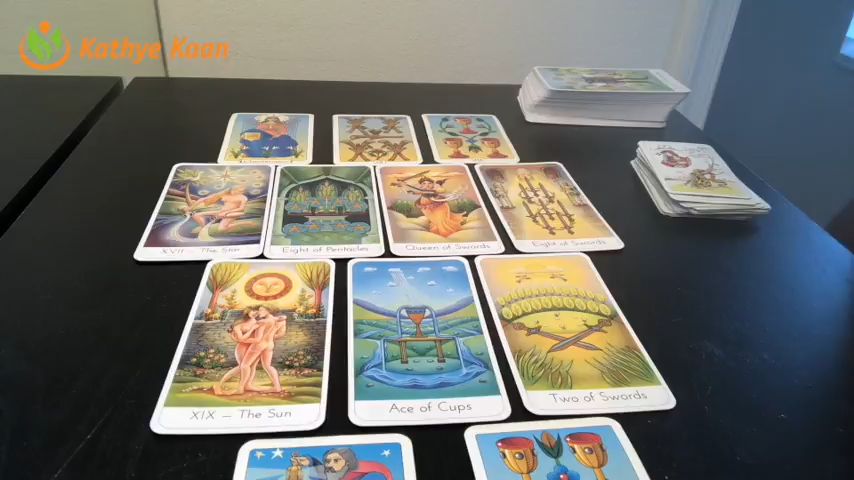 Kathye Kaan
XVII - The Star
Eight of Pentacles
Queen of Swords
Eight of Swords
XIX - The Sun
Ace of Cups
Two of Swords